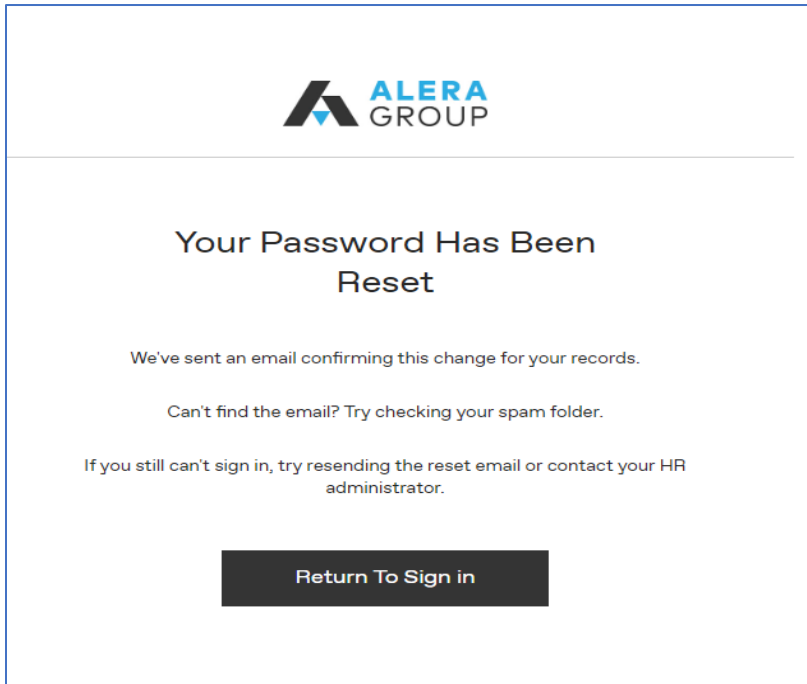 ALERA
GROUP
Your Password Has Been
Reset
We've sent an email confirming this change for your records.
Can't find the email? Try checking your spam folder.
If you still can't sign in, try resending the reset email or contact your HR
administrator.
Return To Sign in